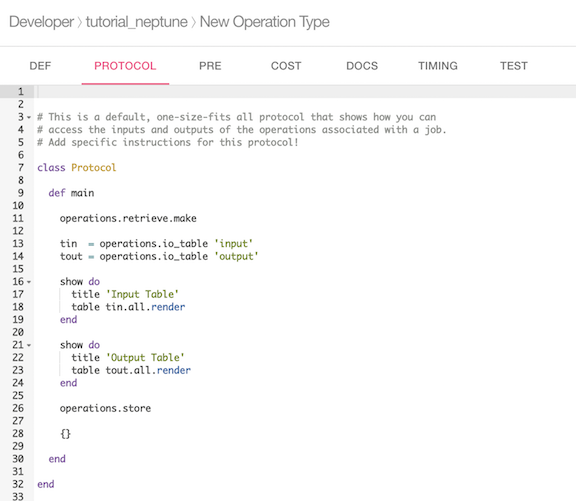 Developer › tutorial_neptune › New Operation Type
DEF PROTOCOL PRE COST DOCS TIMING TEST
1
2
3 # This is a default, one-size-fits all protocol that shows how you can
4 # access the inputs and outputs of the operations associated with a job.
5 # Add specific instructions for this protocol!
6
7 class Protocol
8
9   def main
10
11     operations.retrieve.make
12
13     tin  = operations.io_table 'input'
14     tout = operations.io_table 'output'
15
16     show do
17       title 'Input Table'
18       table tin.all.render
19     end
20
21     show do
22       title 'Output Table'
23       table tout.all.render
24     end
25
26     operations.store
27
28     {}
29
30   end
31
32 end
33